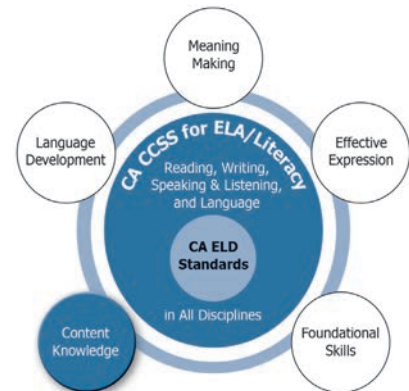 Meaning
Making
Language
Development
Effective
Expression
CA CCSS for ELA/Literacy
Reading, Writing,
Speaking & Listening,
and Language
CA ELD
Standards
in All Disciplines
Content
Knowledge
Foundational
Skills